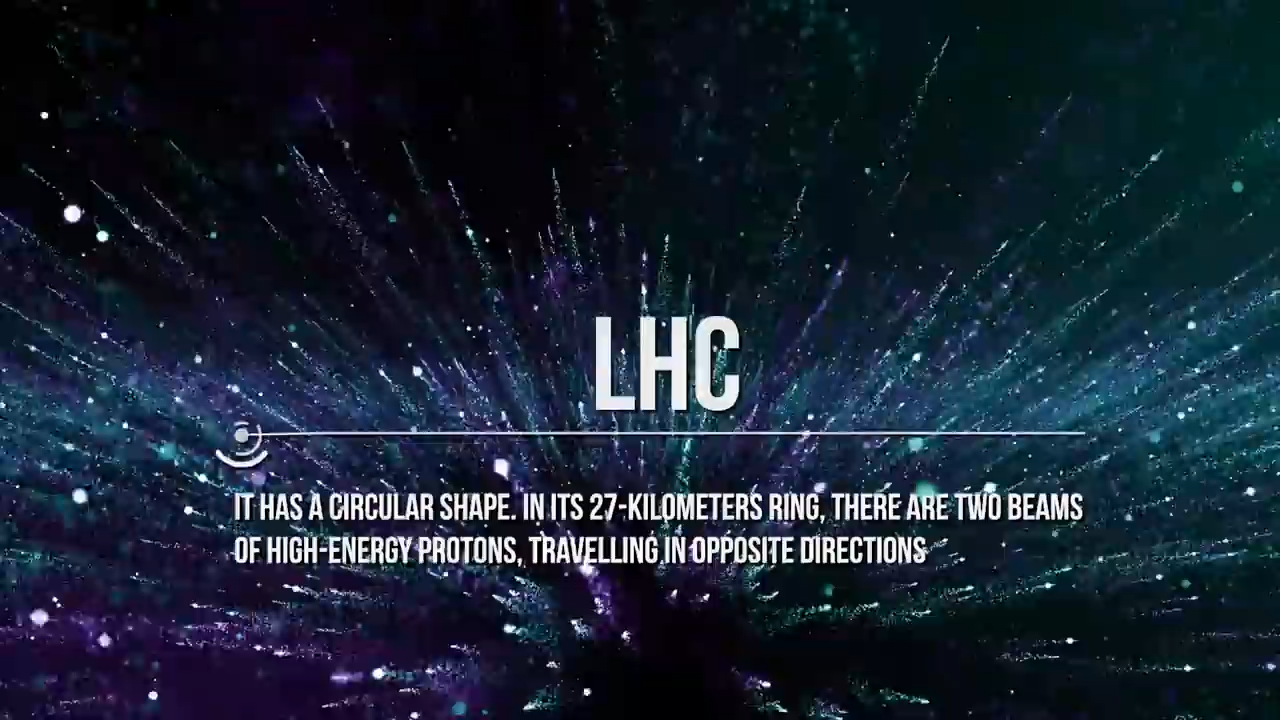 LHC
IT HAS A CIRCULAR SHAPE. IN ITS 27-KILOMETERS RING, THERE ARE TWO BEAMS
OF HIGH-ENERGY PROTONS, TRAVELLING IN OPPOSITE DIRECTIONS